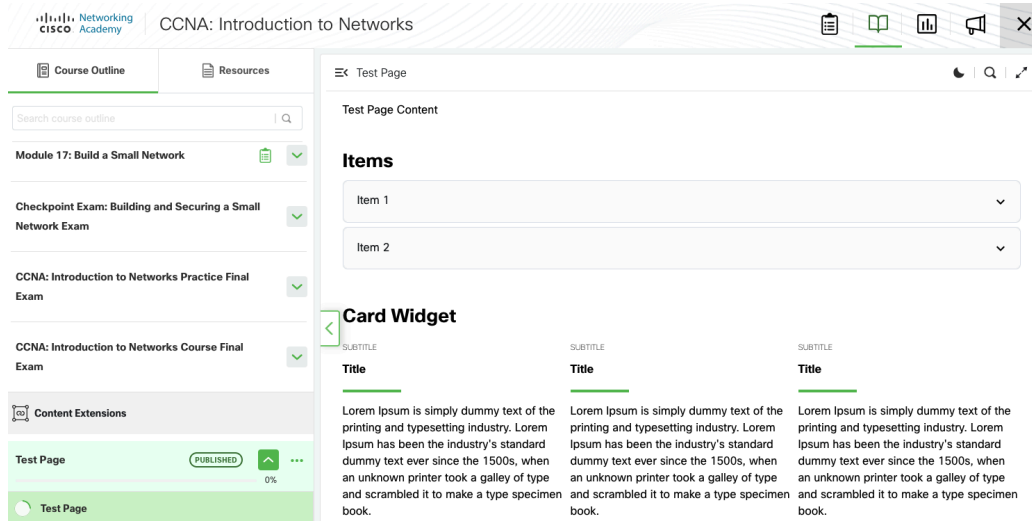 Networking
CISCO Academy
CCNA: Introduction to Networks
Course Outline
Resources
Search course outline
Module 17: Build a Small Network
Checkpoint Exam: Building and Securing a Small
Network Exam
CCNA: Introduction to Networks Practice Final
Exam
CCNA: Introduction to Networks Course Final
Exam
Content Extensions
Test Page
PUBLISHED
0%
Test Page
Test Page
Test Page Content
Items
Item 1
Item 2
Card Widget
SUBTITLE
Title
Lorem Ipsum is simply dummy text of the
printing and typesetting industry. Lorem
Ipsum has been the industry's standard
dummy text ever since the 1500s, when
an unknown printer took a galley of type
and scrambled it to make a type specimen
book.
SUBTITLE
Title
Lorem Ipsum is simply dummy text of the
printing and typesetting industry. Lorem
Ipsum has been the industry's standard
dummy text ever since the 1500s, when
an unknown printer took a galley of type
and scrambled it to make a type specimen
book.
SUBTITLE
Title
Lorem Ipsum is simply dummy text of the
printing and typesetting industry. Lorem
Ipsum has been the industry's standard
dummy text ever since the 1500s, when
an unknown printer took a galley of type
and scrambled it to make a type specimen
book.